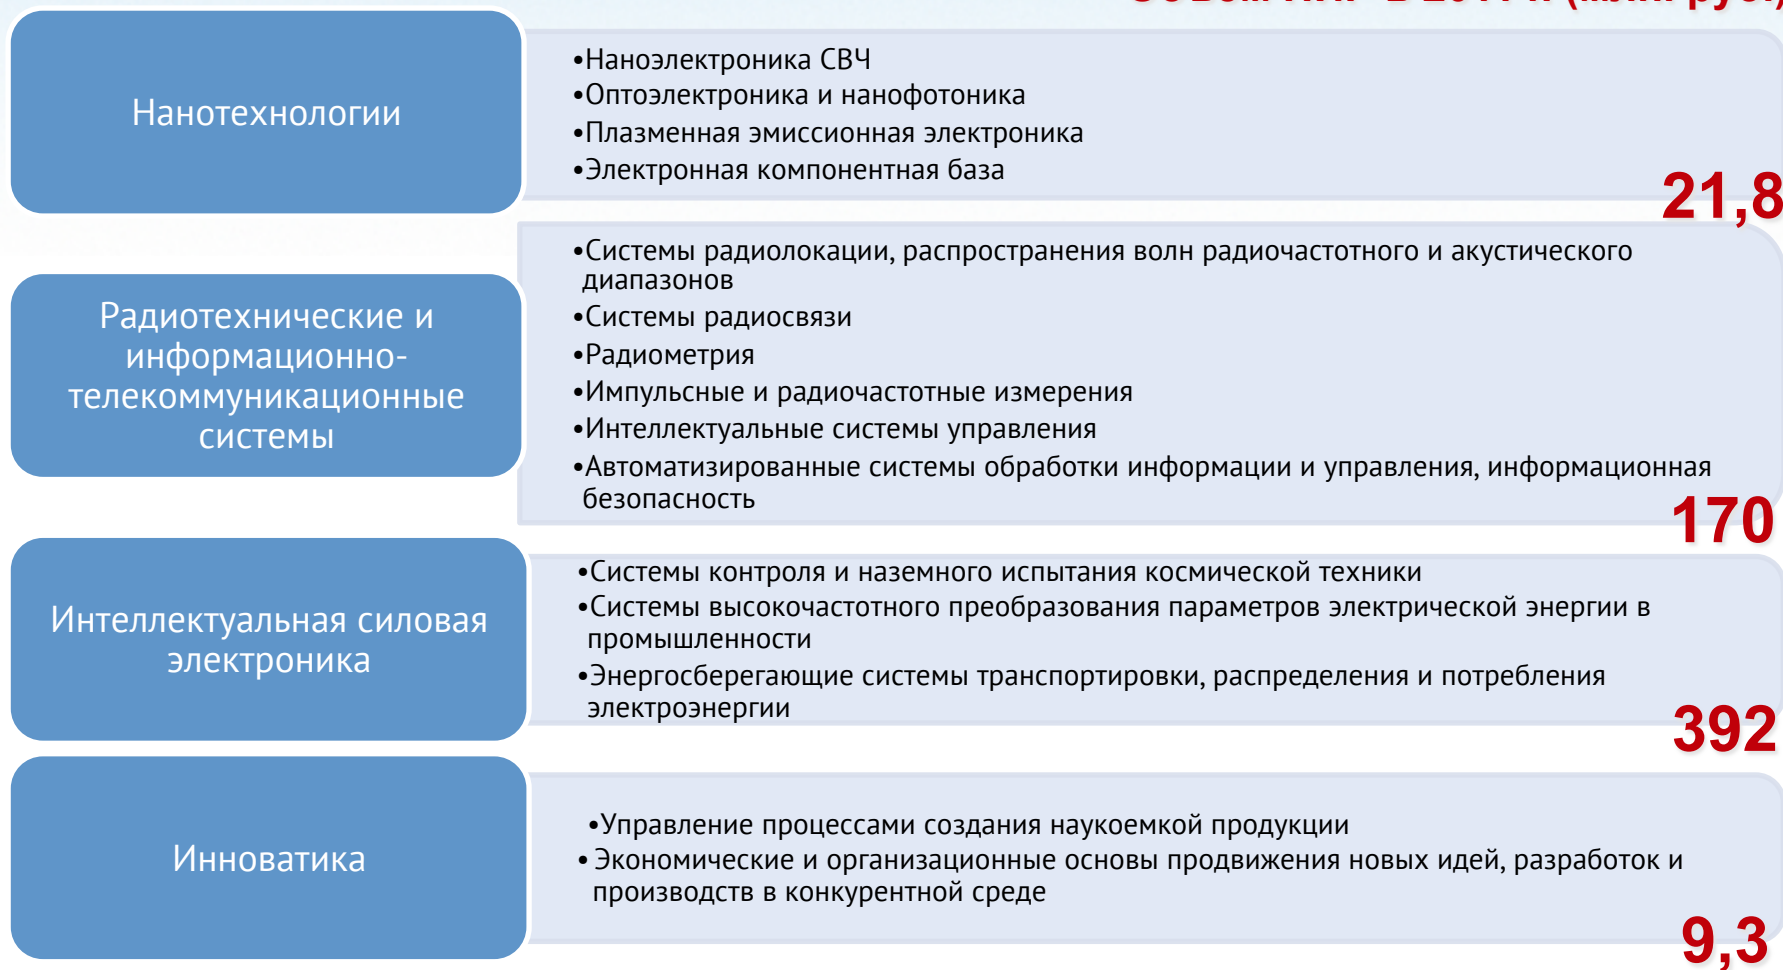 Нанотехнологии
•Наноэлектроника СВЧ
•Оптоэлектроника и нанофотоника
•Плазменная эмиссионная электроника
•Электронная компонентная база
21,8
Радиотехнические и
информационно-
телекоммуникационные
системы
•Системы радиолокации, распространения волн радиочастотного и акустического
диапазонов
•Системы радиосвязи
•Радиометрия
•Импульсные и радиочастотные измерения
•Интеллектуальные системы управления
•Автоматизированные системы обработки информации и управления, информационная
безопасность
170
Интеллектуальная силовая
электроника
•Системы контроля и наземного испытания космической техники
•Системы высокочастотного преобразования параметров электрической энергии в
промышленности
•Энергосберегающие системы транспортировки, распределения и потребления
электроэнергии
392
Инноватика
•Управление процессами создания наукоемкой продукции
• Экономические и организационные основы продвижения новых идей, разработок и
производств в конкурентной среде
9,3